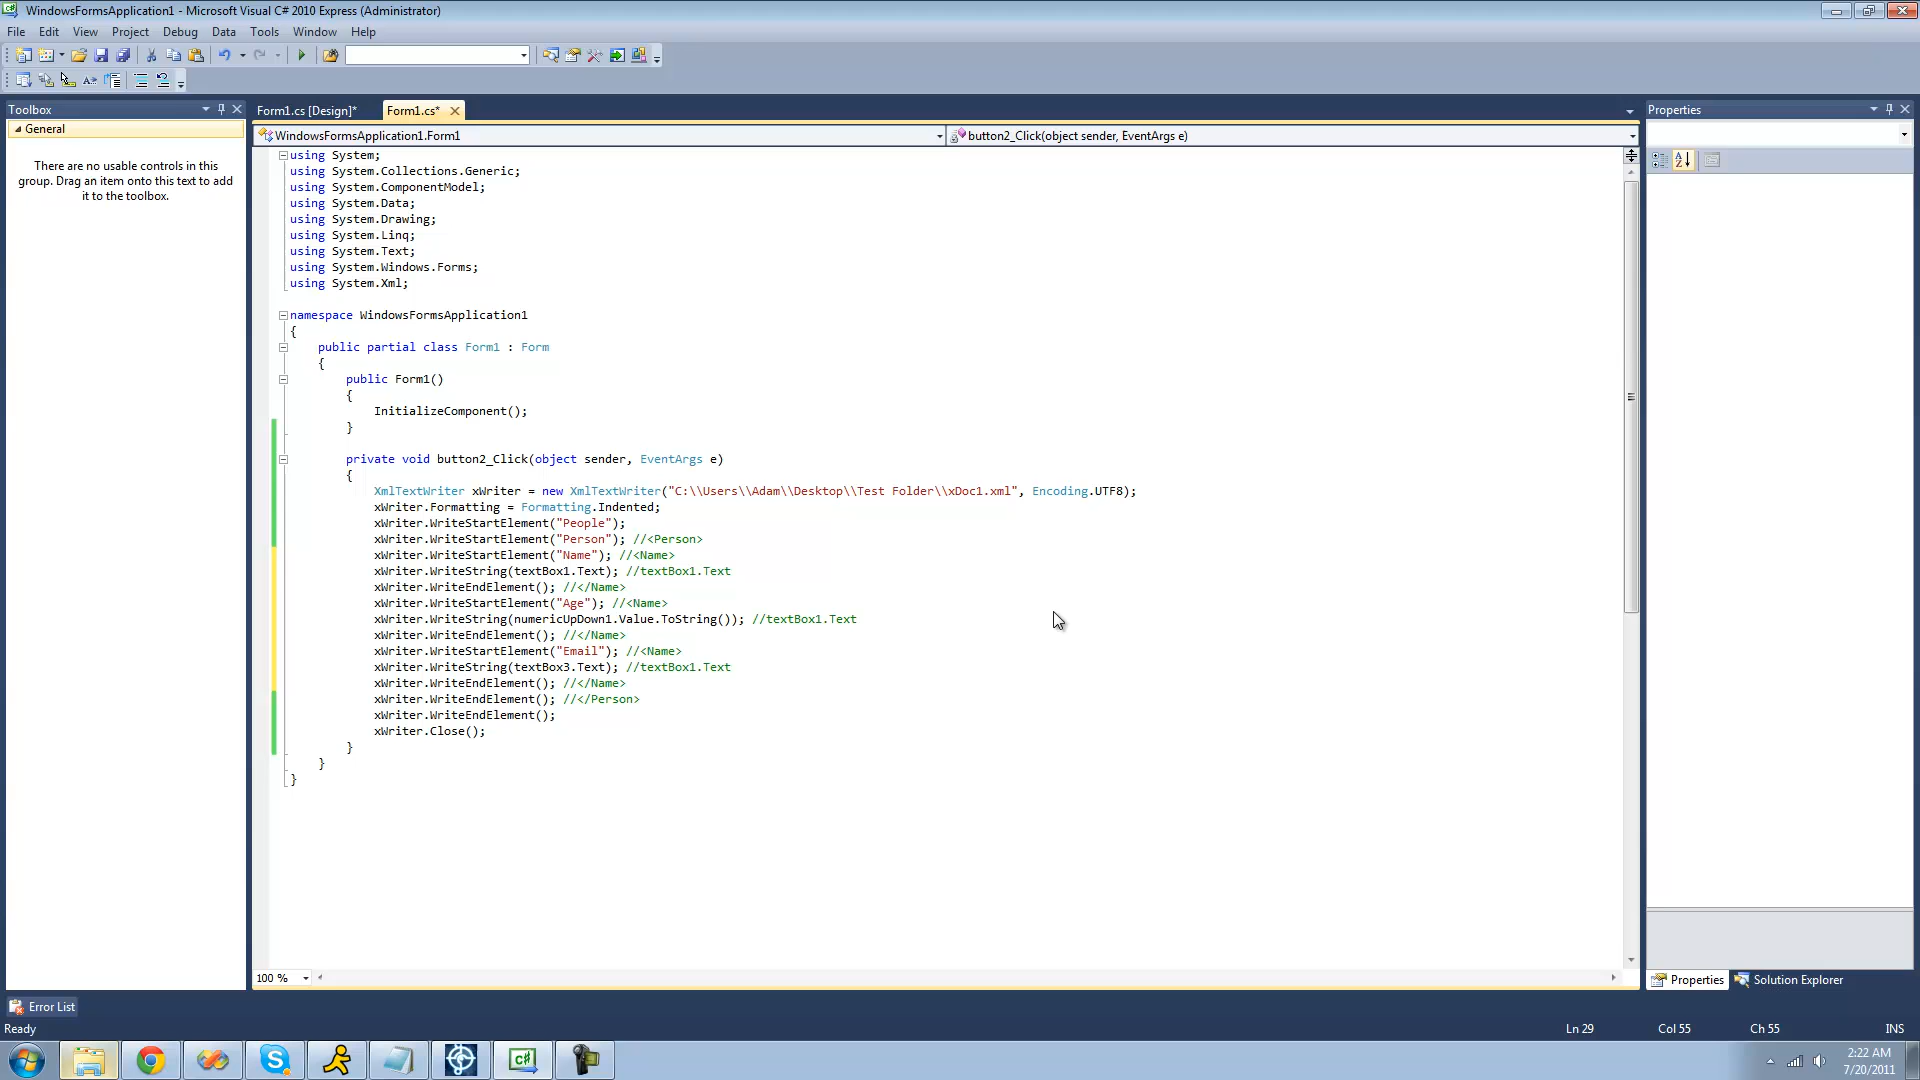 WindowsFormsApplication1 - Microsoft Visual C# 2010 Express (Administrator)
File Edit View Project Debug Data Tools Window Help
Toolbox
General
There are no usable controls in this
group. Drag an item onto this text to add
it to the toolbox.
Form1.cs [Design]* Form1.cs*
WindowsFormsApplication1.Form1 button2_Click(object sender, EventArgs e)
using System;
using System.Collections.Generic;
using System.ComponentModel;
using System.Data;
using System.Drawing;
using System.Linq;
using System.Text;
using System.Windows.Forms;
using System.Xml;
namespace WindowsFormsApplication1
{
public partial class Form1 : Form
{
public Form1()
{
InitializeComponent();
}
private void button2_Click(object sender, EventArgs e)
{
XmlTextWriter xWriter = new XmlTextWriter("C:\\Users\\Adam\\Desktop\\Test Folder\\xDoc1.xml", Encoding.UTF8);
xWriter.Formatting = Formatting.Indented;
xWriter.WriteStartElement("People");
xWriter.WriteStartElement("Person"); //<Person>
xWriter.WriteStartElement("Name"); //<Name>
xWriter.WriteString(textBox1.Text); //textBox1.Text
xWriter.WriteEndElement(); //</Name>
xWriter.WriteStartElement("Age"); //<Name>
xWriter.WriteString(numericUpDown1.Value.ToString()); //textBox1.Text
xWriter.WriteEndElement(); //</Name>
xWriter.WriteStartElement("Email"); //<Name>
xWriter.WriteString(textBox3.Text); //textBox1.Text
xWriter.WriteEndElement(); //</Name>
xWriter.WriteEndElement(); //</Person>
xWriter.WriteEndElement();
xWriter.Close();
}
}
}
100 %
Properties
Properties Solution Explorer
Error List
Ready Ln 29 Col 55 Ch 55 INS
2:22 AM
7/20/2011